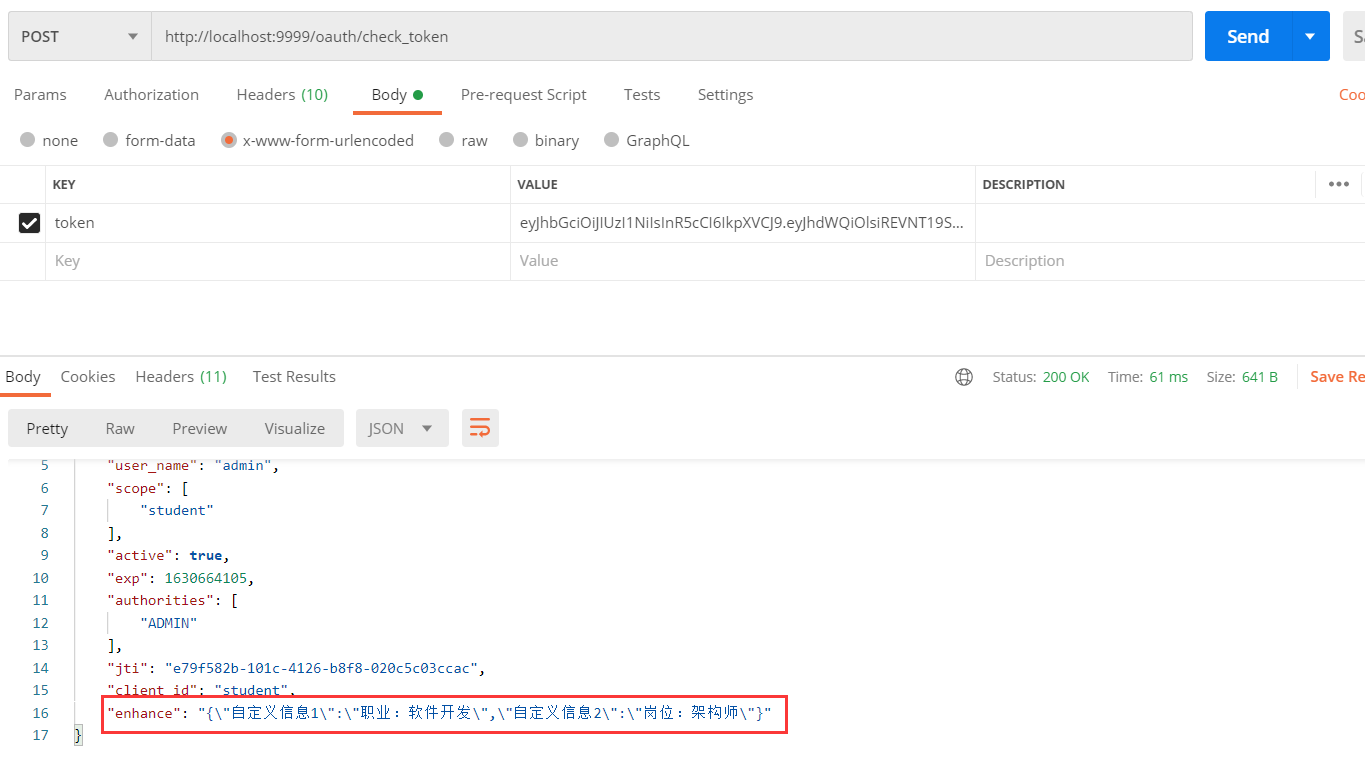 POST http://localhost:9999/oauth/check_token Send
Params Authorization Headers (10) Body Pre-request Script Tests Settings
none form-data x-www-form-urlencoded raw binary GraphQL
KEY VALUE DESCRIPTION
token eyJhbGciOiJIUzI1NiIsInR5cCI6IkpXVCJ9.eyJhdWQiOlsiREVNT19S...
Key Value Description
Body Cookies Headers (11) Test Results Status: 200 OK Time: 61 ms Size: 641 B Save Re
Pretty Raw Preview Visualize JSON
5 "user_name": "admin",
6 "scope": [
7 "student"
8 ],
9 "active": true,
10 "exp": 1630664105,
11 "authorities": [
12 "ADMIN"
13 ],
14 "jti": "e79f582b-101c-4126-b8f8-020c5c03ccac",
15 "client_id": "student",
16 "enhance": "{\"自定义信息1\":\"职业：软件开发\",\"自定义信息2\":\"岗位：架构师\"}"
17 }